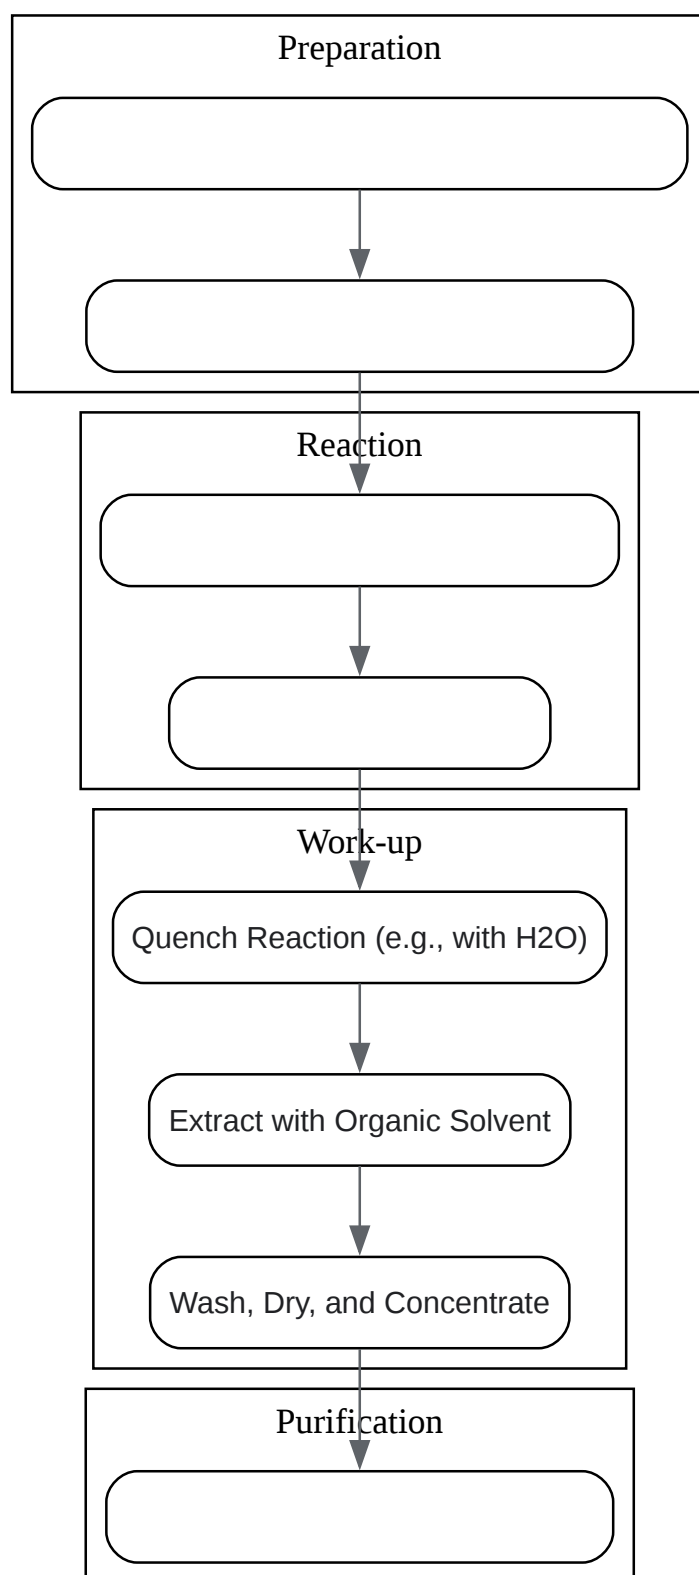 Preparation
Reaction
Work-up
Quench Reaction (e.g., with H2O)
Extract with Organic Solvent
Wash, Dry, and Concentrate
Purification